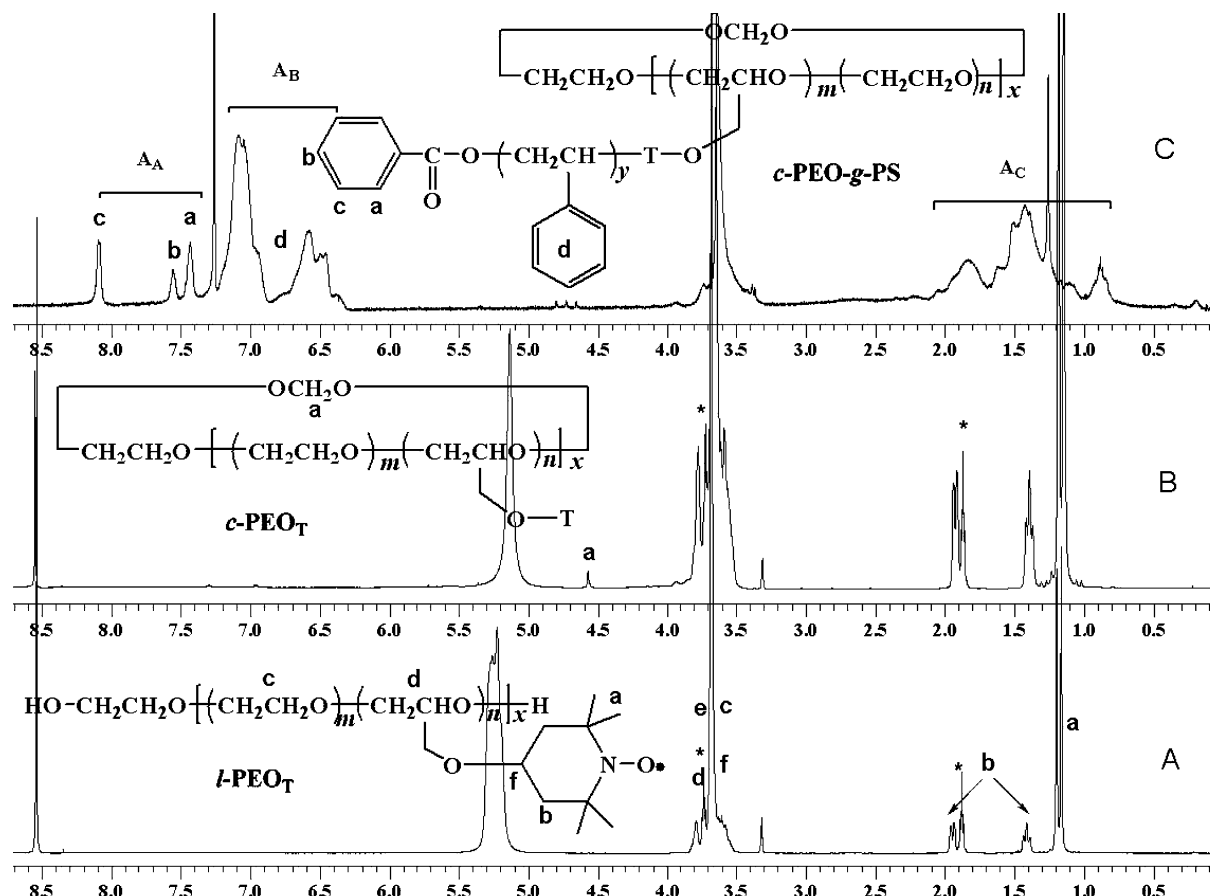 OCH2O
AB
CH2CH2O [ ( CH2CHO )m ( CH2CH2O )n ]x
AA
b C O ( CH2 CH )y T O
O
c a
c-PEO-g-PS
C
AC
c b a d
d
8.5 8.0 7.5 7.0 6.5 6.0 5.5 5.0 4.5 4.0 3.5 3.0 2.5 2.0 1.5 1.0 0.5
OCH2O
a
* *
CH2CH2O [ ( CH2CH2O )m ( CH2CHO )n ]x
B
O T
c-PEOT
a
8.5 8.0 7.5 7.0 6.5 6.0 5.5 5.0 4.5 4.0 3.5 3.0 2.5 2.0 1.5 1.0 0.5
c d a
HO CH2CH2O [ ( CH2CH2O )m ( CH2CHO )n ]x H
e c a
* * b A
O N O•
l-PEOT
f d f
b
8.5 8.0 7.5 7.0 6.5 6.0 5.5 5.0 4.5 4.0 3.5 3.0 2.5 2.0 1.5 1.0 0.5